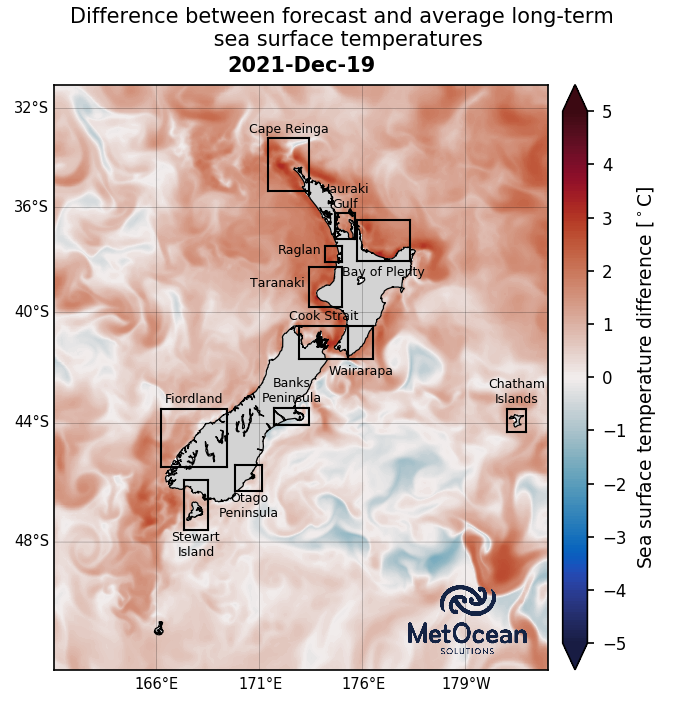 Difference between forecast and average long-term
sea surface temperatures
2021-Dec-19
32°S
36°S
40°S
44°S
48°S
Cape Reinga
Hauraki
Gulf
Raglan
Bay of Plenty
Taranaki
Cook Strait
Wairarapa
Banks
Peninsula
Fiordland
Chatham
Islands
Otago
Peninsula
Stewart
Island
MetOcean
SOLUTIONS
166°E
171°E
176°E
179°W
5
4
3
2
1
0
−1
−2
−3
−4
−5
Sea surface temperature difference [°C]